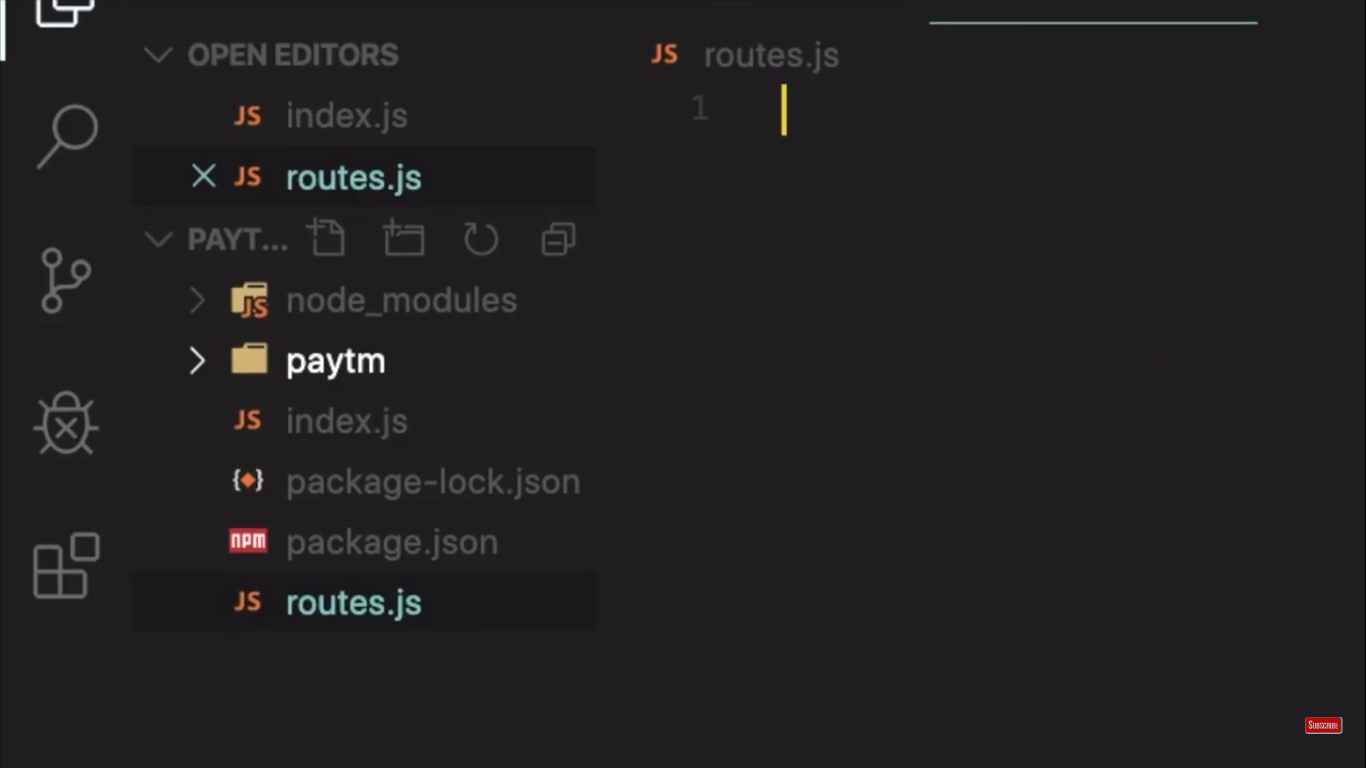 OPEN EDITORS
JS index.js
JS routes.js
PAYT...
JS node_modules
paytm
JS index.js
package-lock.json
npm package.json
JS routes.js
JS routes.js
1
SUBSCRIBE